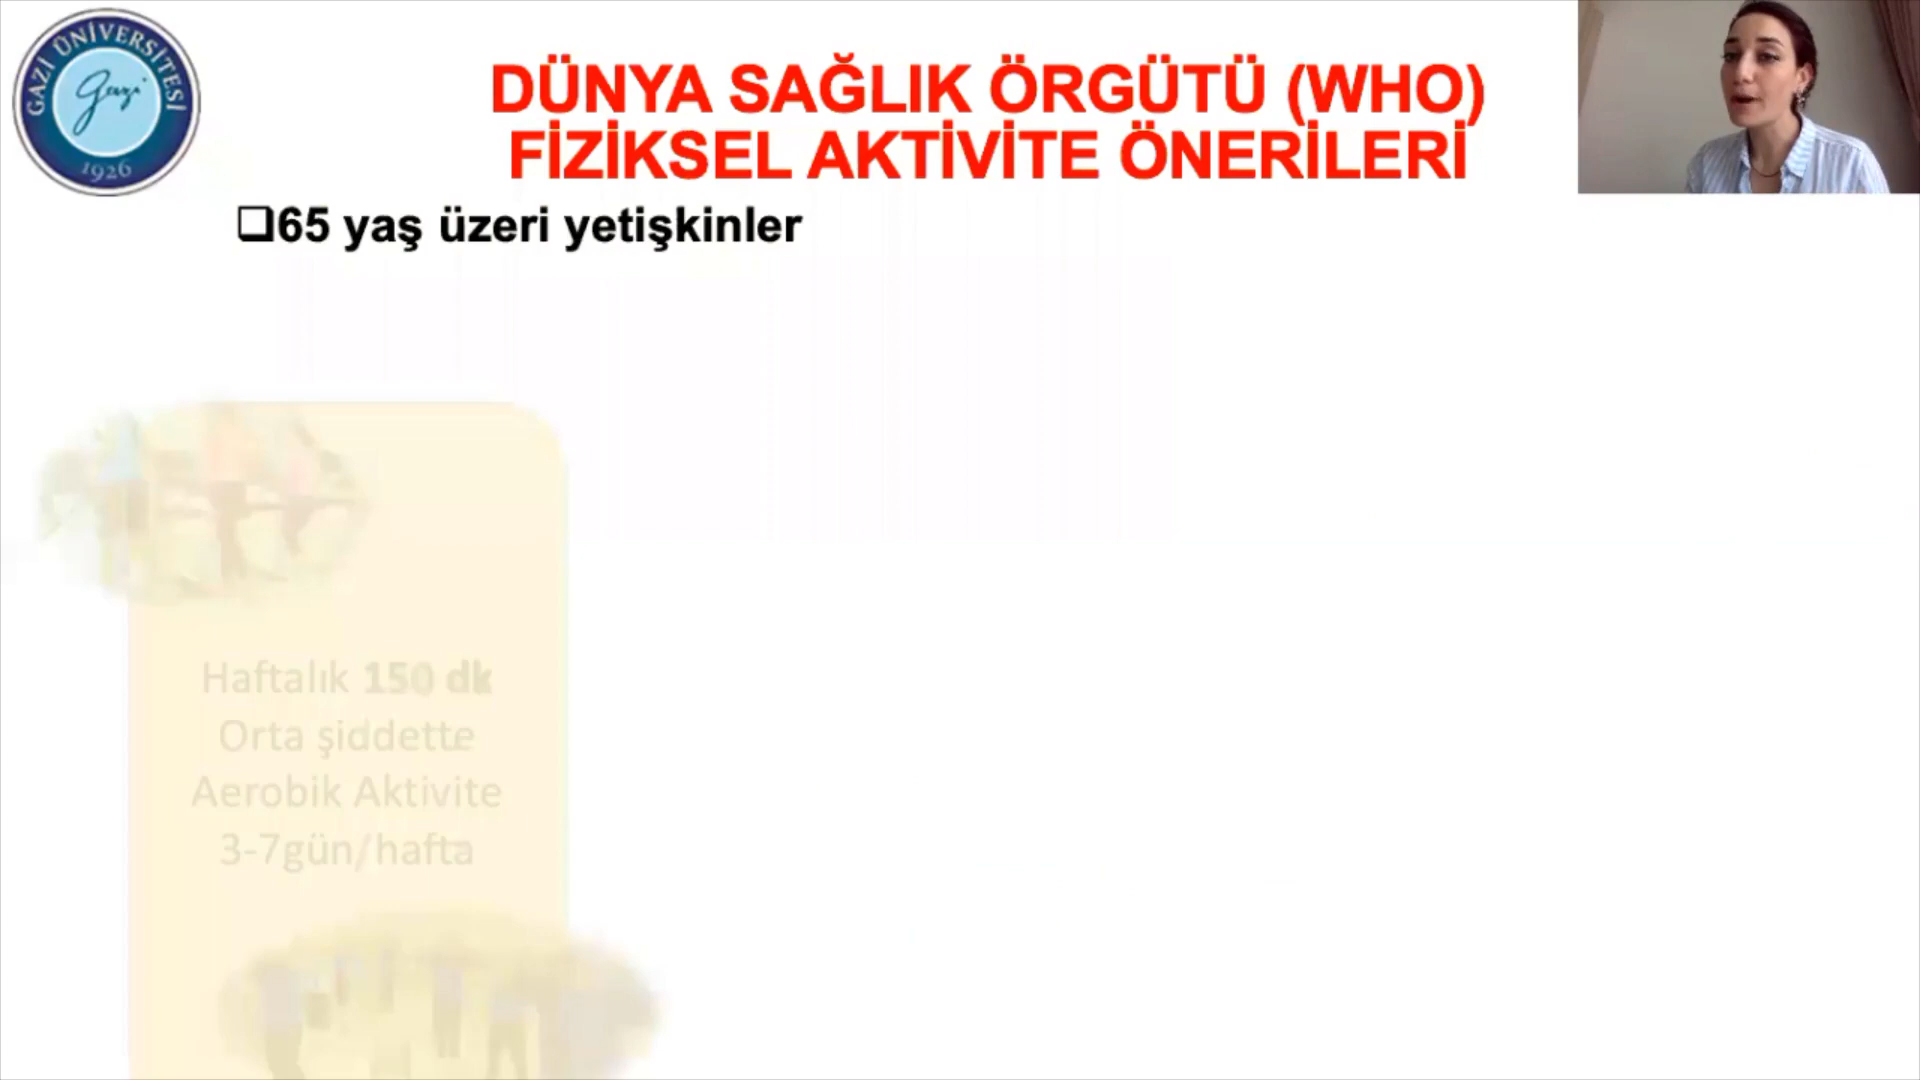 GAZİ ÜNİVERSİTESİ
Gazi
1926
DÜNYA SAĞLIK ÖRGÜTÜ (WHO)
FİZİKSEL AKTİVİTE ÖNERİLERİ
65 yaş üzeri yetişkinler
Haftalık 150 dk
Orta şiddette
Aerobik Aktivite
3-7gün/hafta